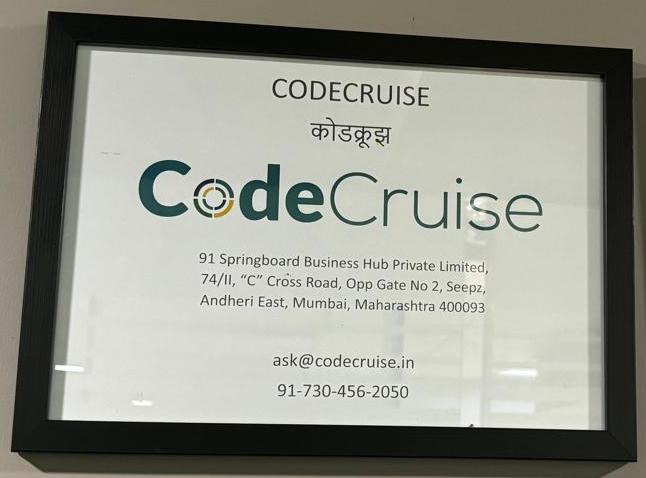 CODECRUISE
कोडक्रूझ
CodeCruise
91 Springboard Business Hub Private Limited,
74/II, “C” Cross Road, Opp Gate No 2, Seepz,
Andheri East, Mumbai, Maharashtra 400093
ask@codecruise.in
91-730-456-2050